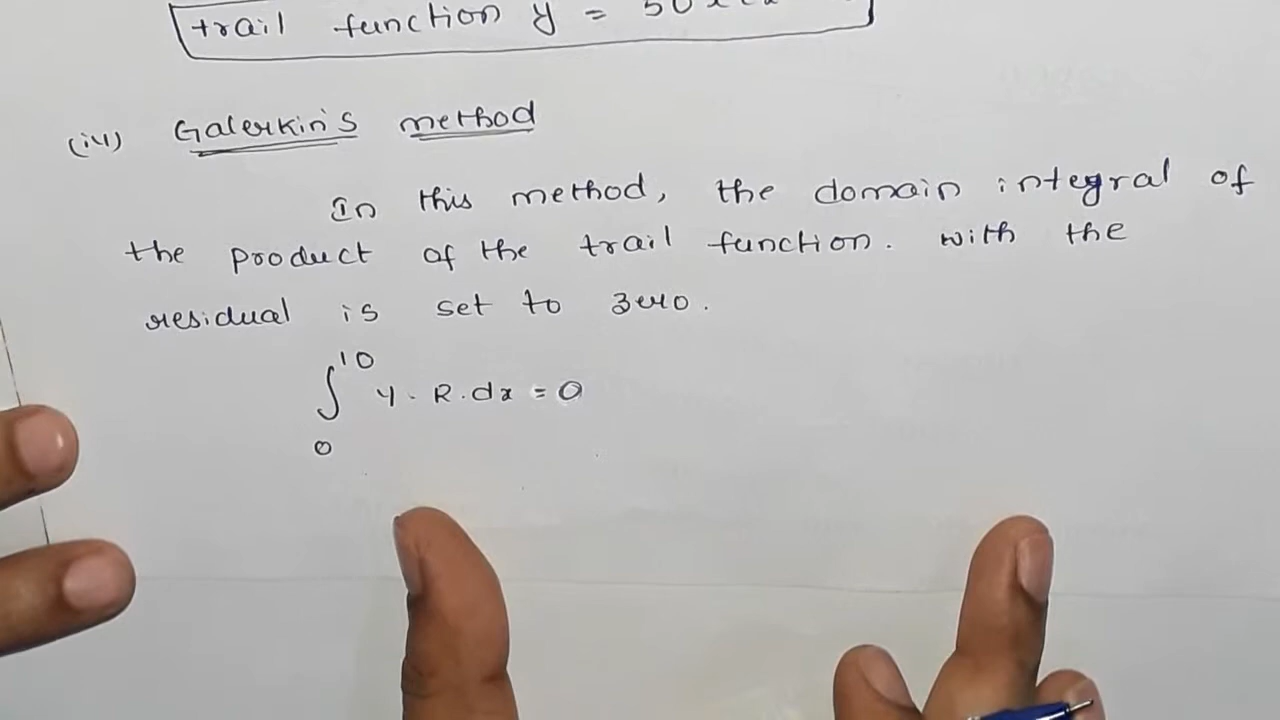 trail function y =
(iv) Galerkin's method
In this method, the domain integral of
the product of the trail function. with the
residual is set to zero.
∫₀¹⁰ y . R . dx = 0